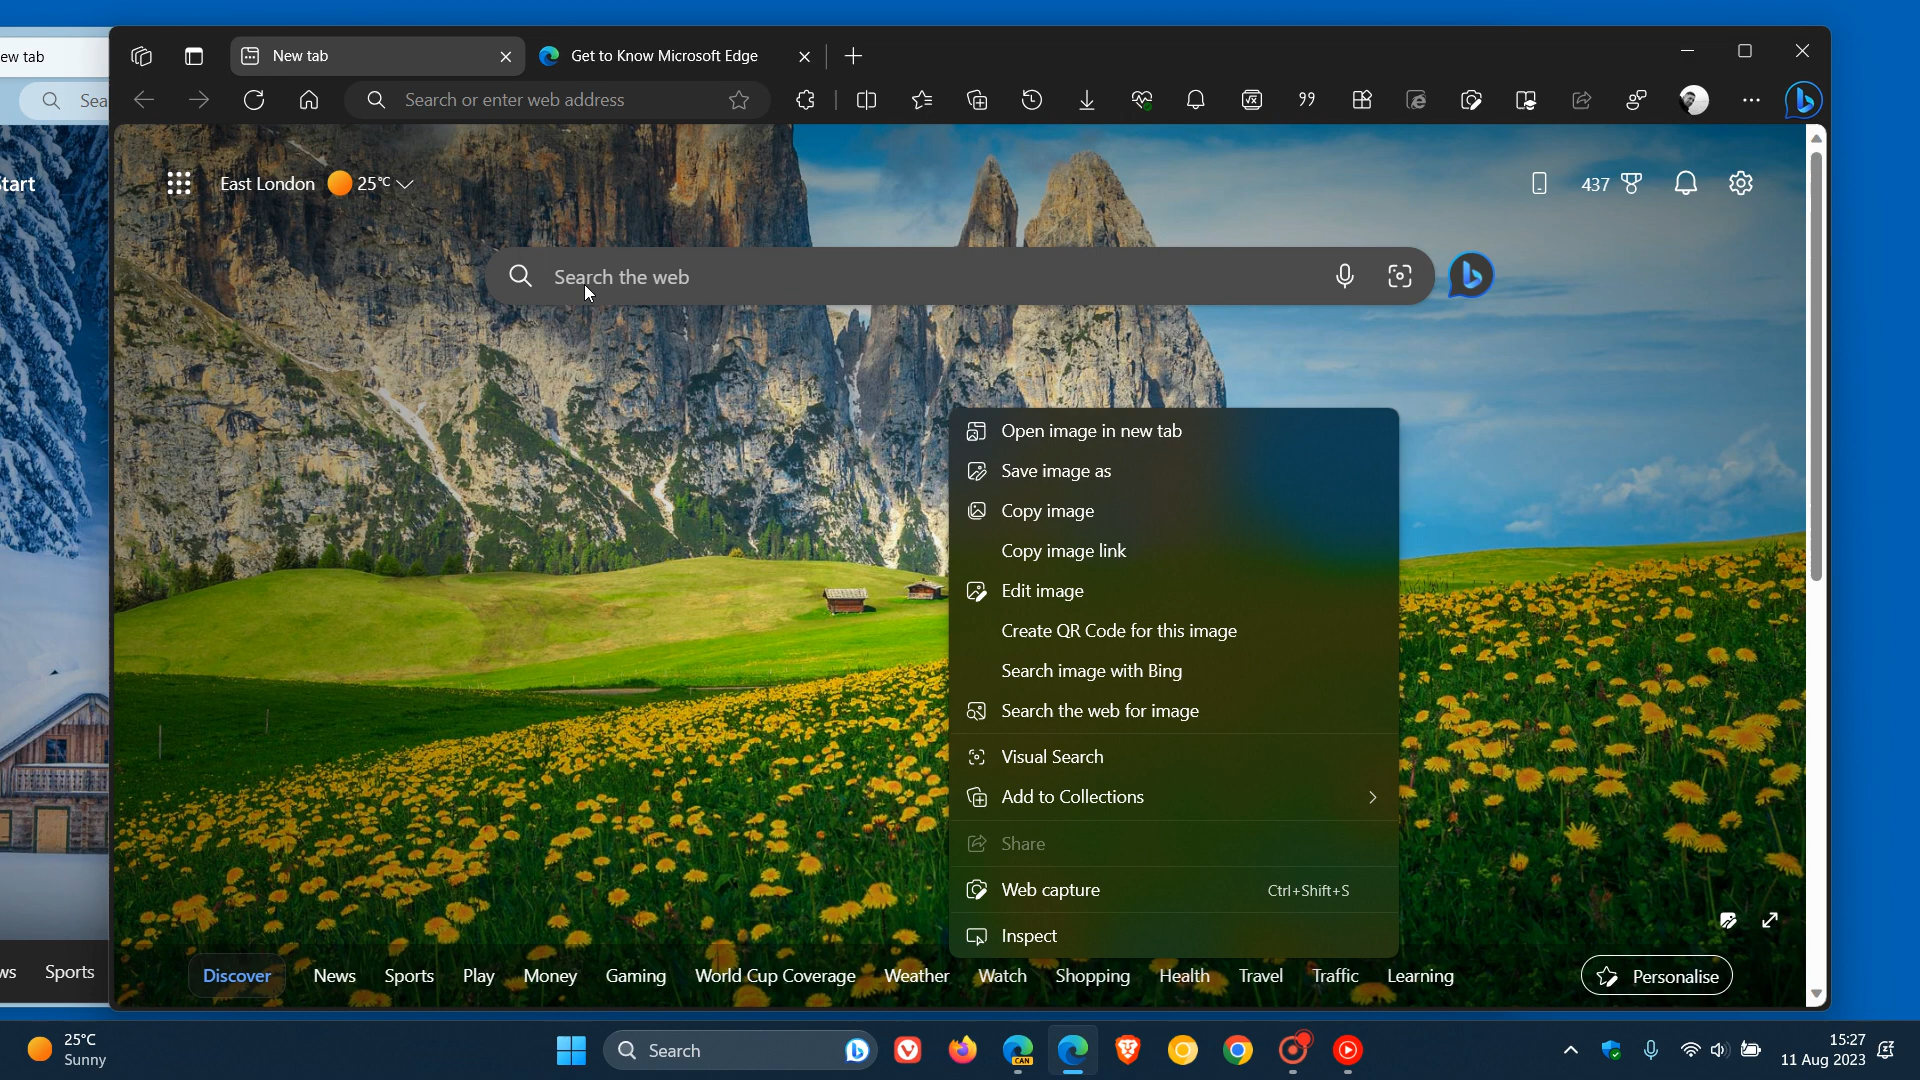 ew tab
New tab
Get to Know Microsoft Edge
Sea
Search or enter web address
tart
East London
25°C
437
Search the web
Open image in new tab
Save image as
Copy image
Copy image link
Edit image
Create QR Code for this image
Search image with Bing
Search the web for image
Visual Search
Add to Collections
Share
Web capture Ctrl+Shift+S
Inspect
ws Sports
Discover News Sports Play Money Gaming World Cup Coverage Weather Watch Shopping Health Travel Traffic Learning
Personalise
25°C
Sunny
Search
CAN
15:27
11 Aug 2023